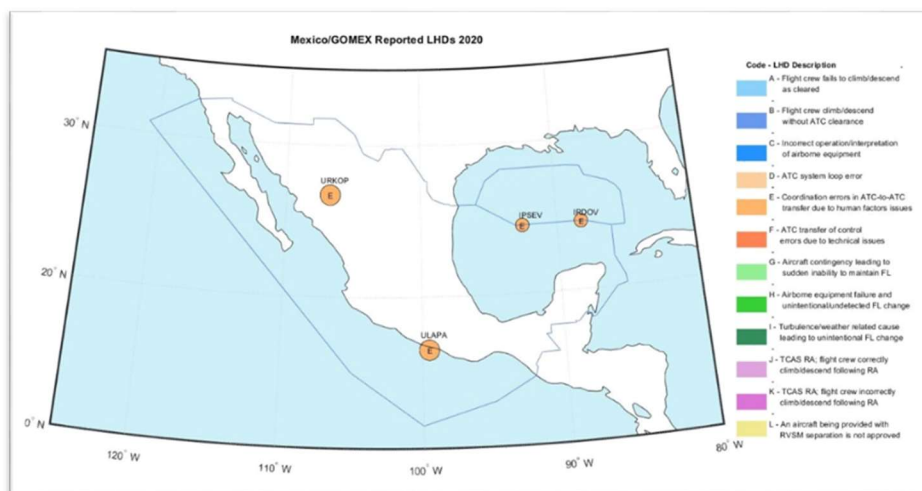 Mexico/GOMEX Reported LHDs 2020
Code - LHD Description
A - Flight crew fails to climb/descend
as cleared
B - Flight crew climb/descend
without ATC clearance
C - Incorrect operation/interpretation
of airborne equipment
D - ATC system loop error
E - Coordination errors in ATC-to-ATC
transfer due to human factors issues
F - ATC transfer of control
errors due to technical issues
G - Aircraft contingency leading to
sudden inability to maintain FL
H - Airborne equipment failure and
unintentional/undetected FL change
I - Turbulence/weather related cause
leading to unintentional FL change
J - TCAS RA; flight crew correctly
climb/descend following RA
K - TCAS RA; flight crew incorrectly
climb/descend following RA
L - An aircraft being provided with
RVSM separation is not approved
30° N
20° N
0° N
120° W
110° W
100° W
90° W
80° W
URKOP
E
IPSEV
E
IRDOV
E
ULAPA
E